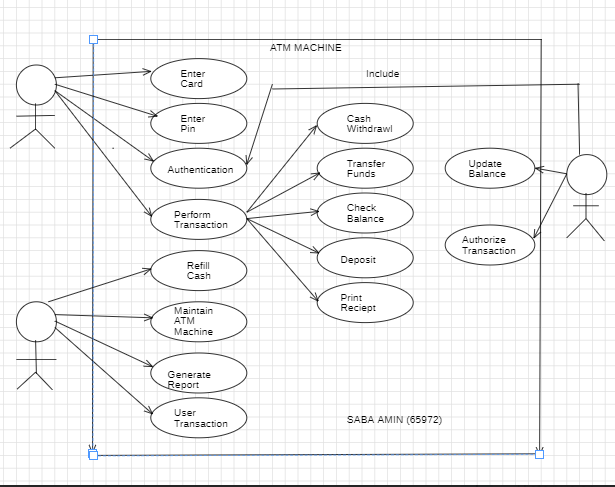 ATM MACHINE
Include
Enter
Card
Enter
Pin
Authentication
Perform
Transaction
Refill
Cash
Maintain
ATM
Machine
Generate
Report
User
Transaction
Cash
Withdrawl
Transfer
Funds
Check
Balance
Deposit
Print
Reciept
Update
Balance
Authorize
Transaction
SABA AMIN (65972)